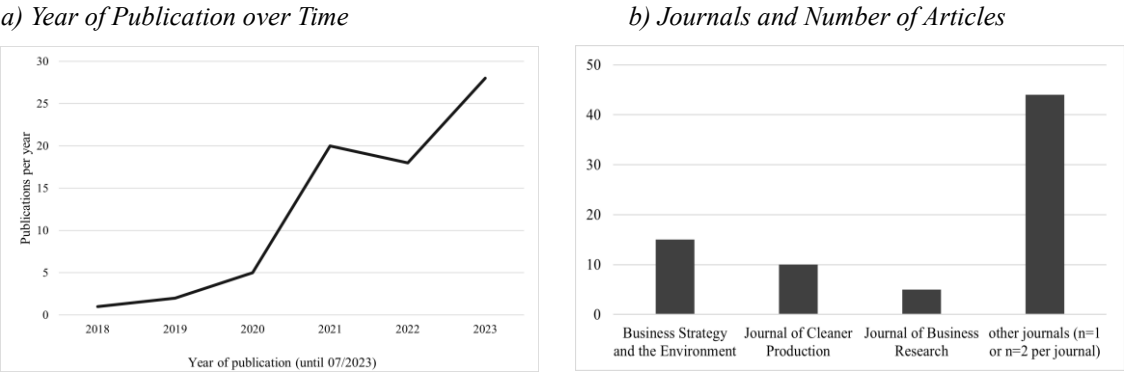 a) Year of Publication over Time
b) Journals and Number of Articles
30
25
20
15
10
5
0
Publications per year
2018 2019 2020 2021 2022 2023
Year of publication (until 07/2023)
50
40
30
20
10
0
Business Strategy
and the Environment
Journal of Cleaner
Production
Journal of Business
Research
other journals (n=1
or n=2 per journal)